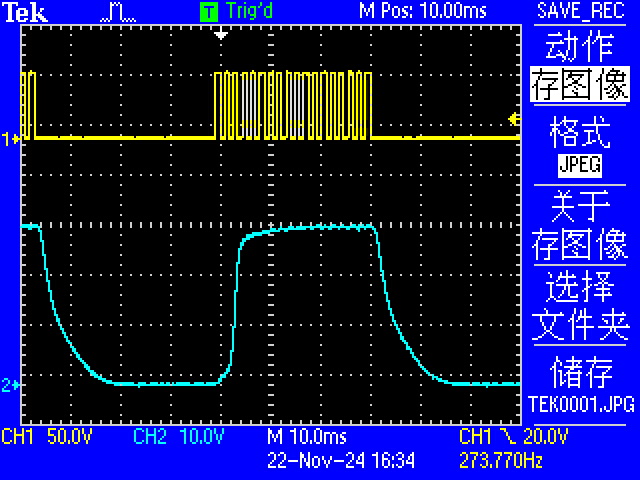 Tek T Trig'd M Pos: 10.00ms SAVE_REC
动作
存图像
格式
JPEG
关于
存图像
选择
文件夹
储存
TEK0001.JPG
1
2
CH1 50.0V CH2 10.0V M 10.0ms CH1 20.0V
22-Nov-24 16:34 273.770Hz